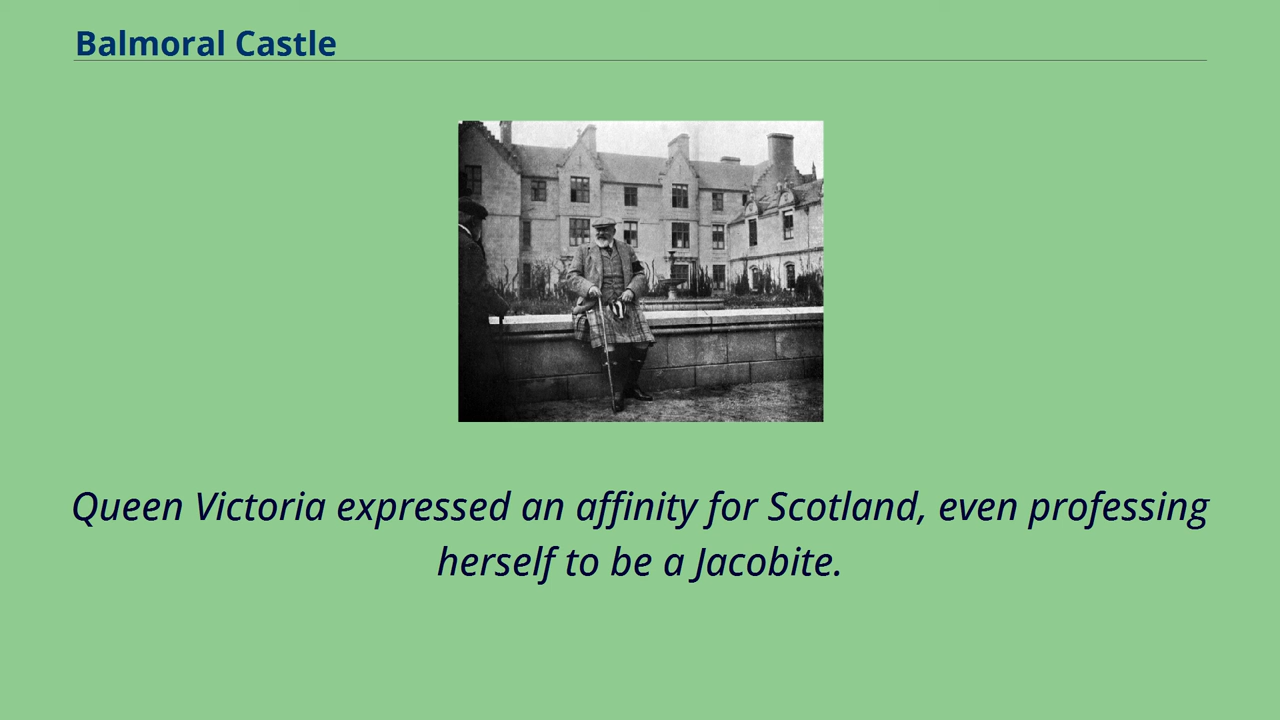 Balmoral Castle
Queen Victoria expressed an affinity for Scotland, even professing
herself to be a Jacobite.